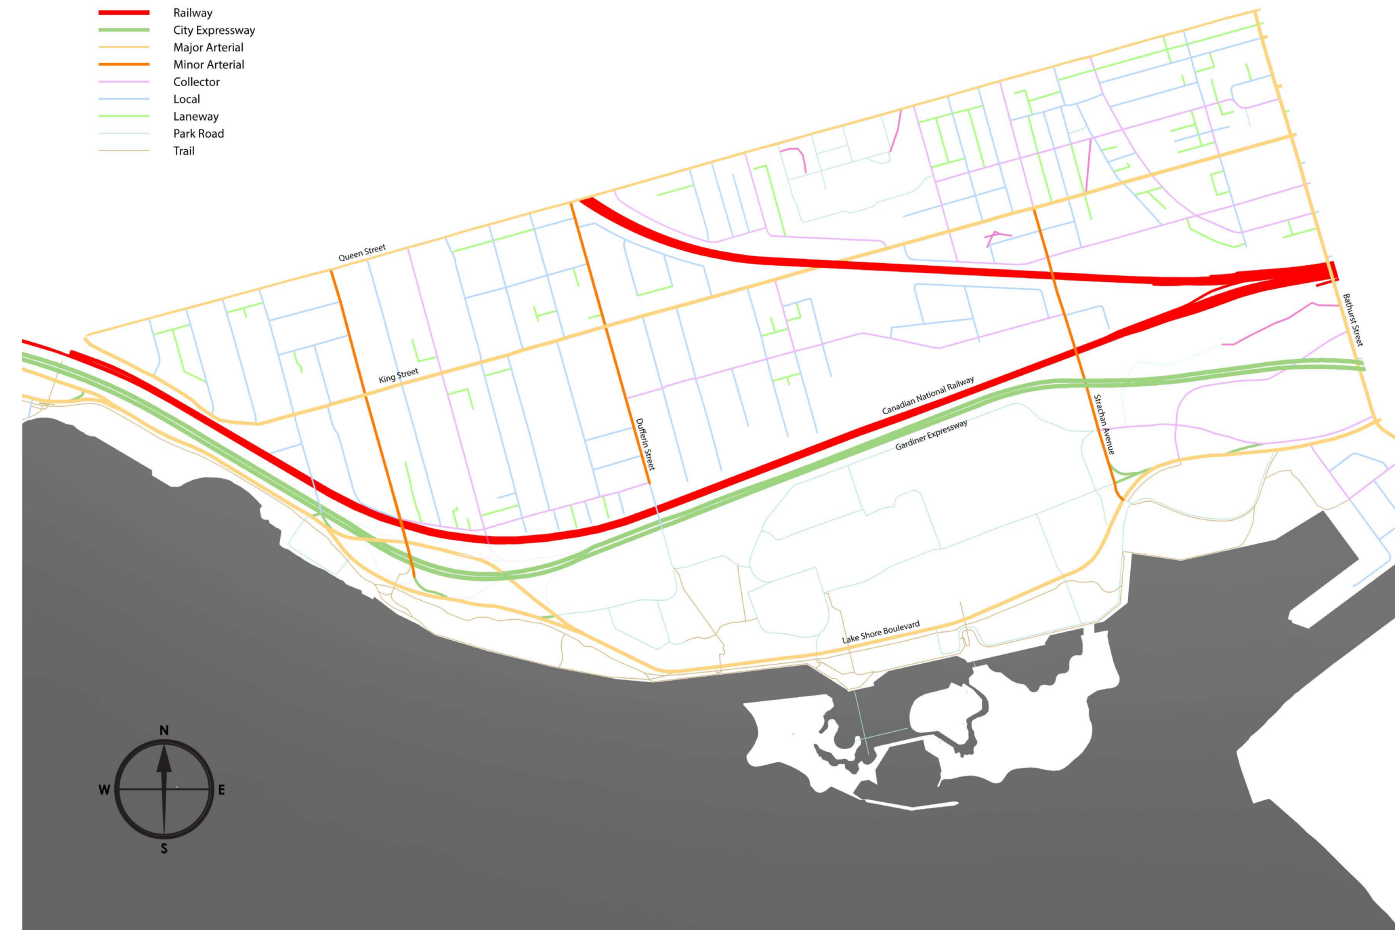 Railway
City Expressway
Major Arterial
Minor Arterial
Collector
Local
Laneway
Park Road
Trail
Queen Street
King Street
Dufferin Street
Canadian National Railway
Gardiner Expressway
Strachan Avenue
Bathurst Street
Lake Shore Boulevard
N
W
E
S